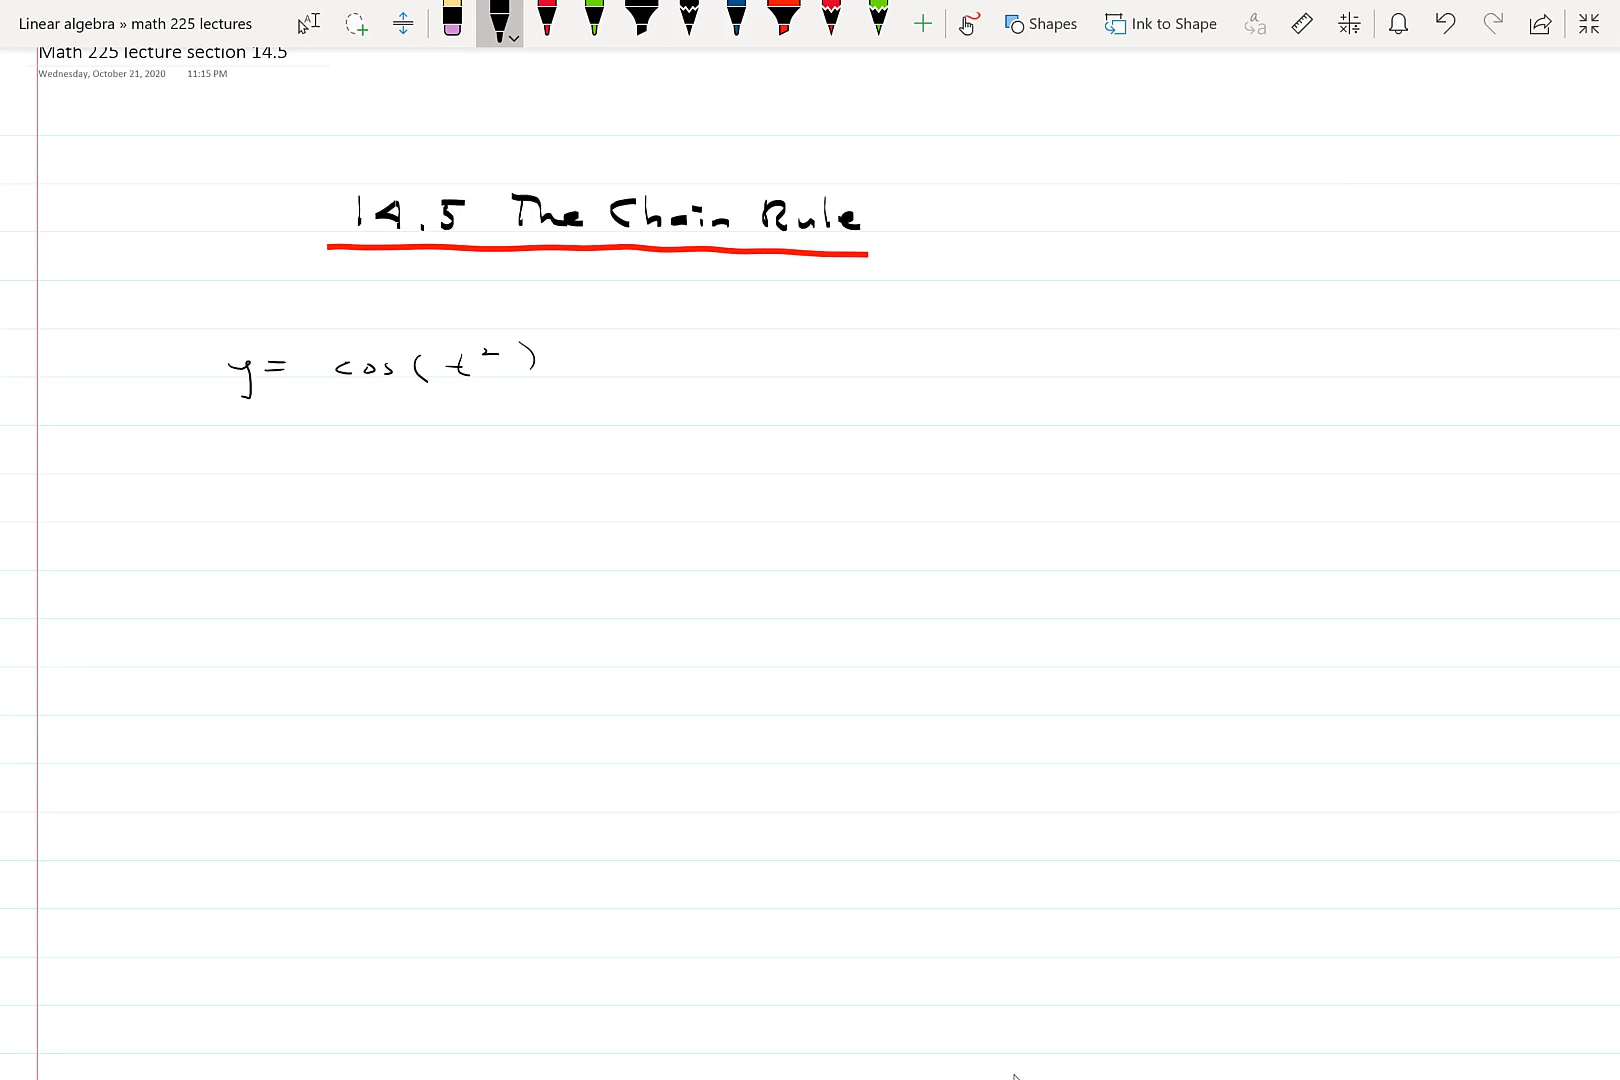 Linear algebra » math 225 lectures Shapes Ink to Shape
Math 225 lecture section 14.5
Wednesday, October 21, 2020 11:15 PM
14.5 The Chain Rule
y = cos(t²)